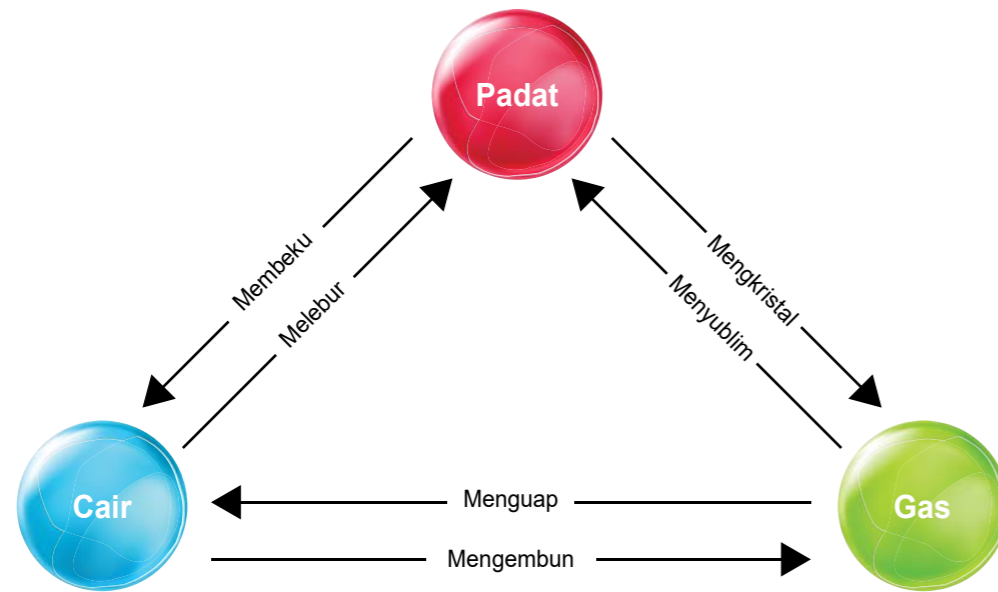 Padat
Membeku
Melebur
Mengkristal
Menyublim
Cair
Menguap
Mengembun
Gas